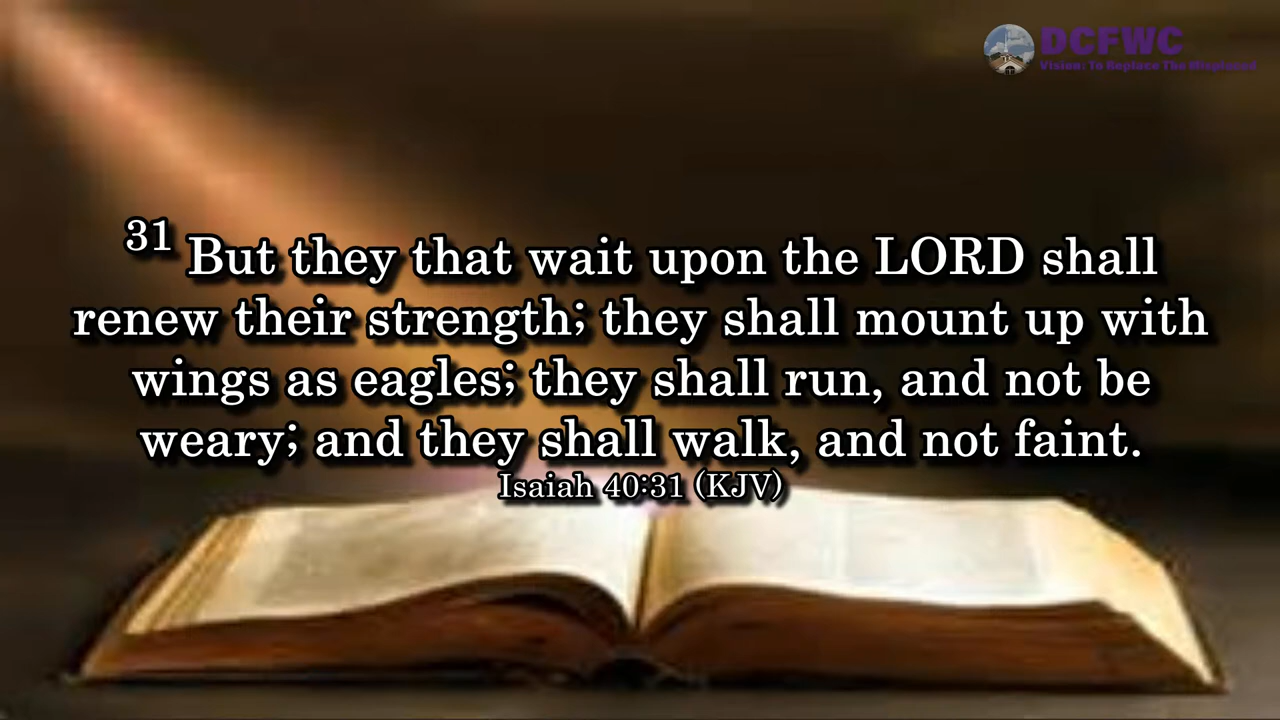 DCFWC
Vision: To Replace The Misplaced
31 But they that wait upon the LORD shall
renew their strength; they shall mount up with
wings as eagles; they shall run, and not be
weary; and they shall walk, and not faint.
Isaiah 40:31 (KJV)